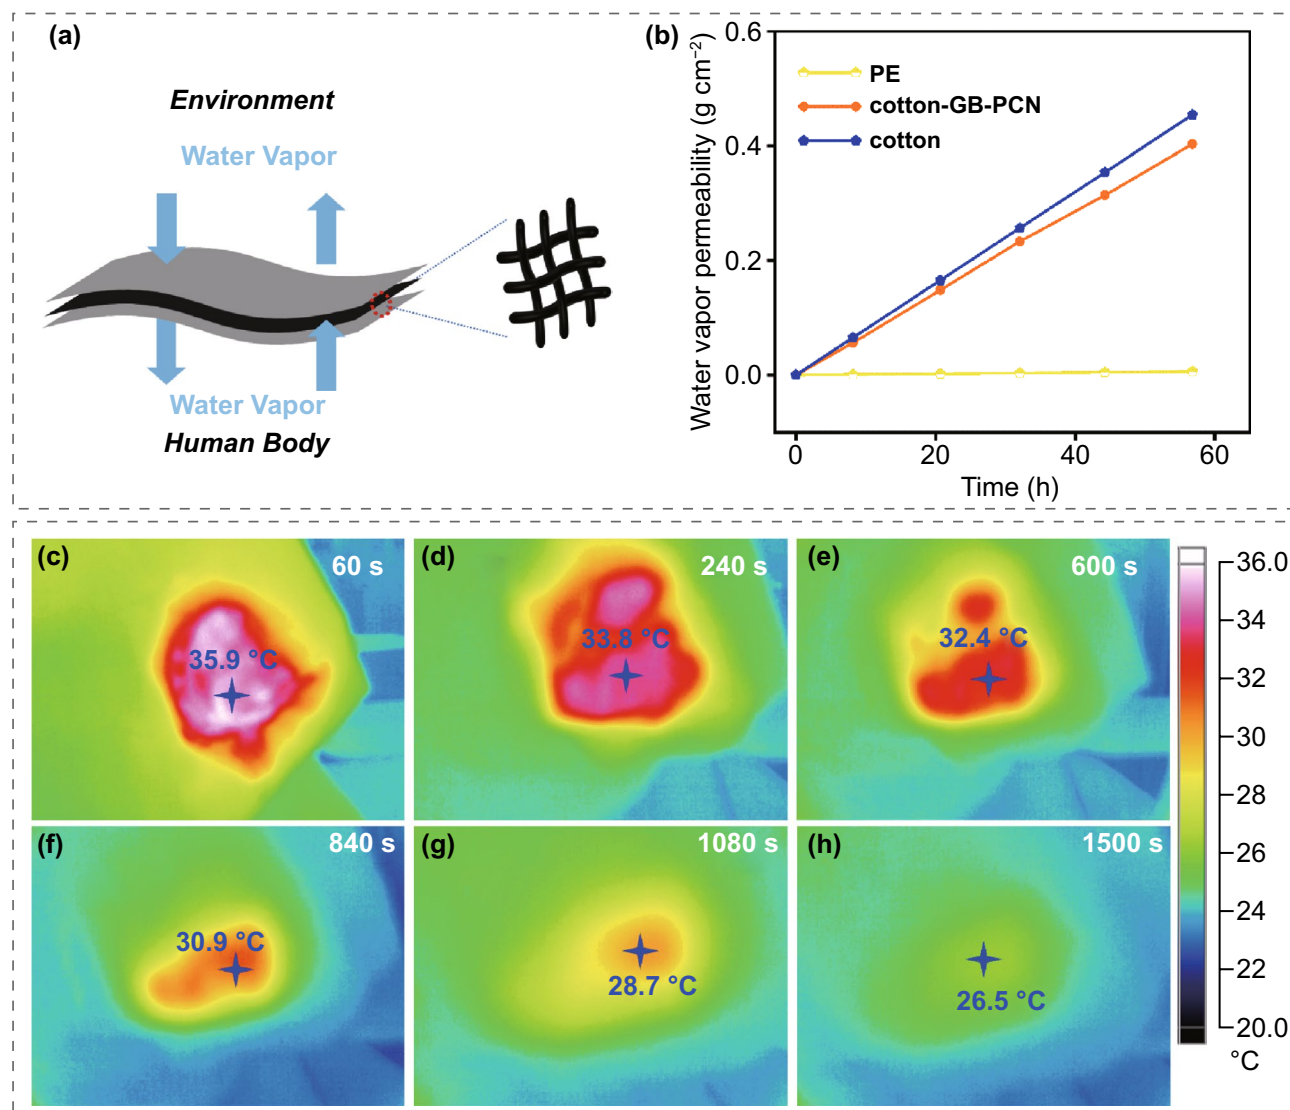 (a)
Environment
Water Vapor
Water Vapor
Human Body
(b)
Water vapor permeability (g cm⁻²)
0.6
0.4
0.2
0.0
PE
cotton-GB-PCN
cotton
0 20 40 60
Time (h)
(c) 60 s
35.9 °C
(d) 240 s
33.8 °C
(e) 600 s
32.4 °C
(f) 840 s
30.9 °C
(g) 1080 s
28.7 °C
(h) 1500 s
26.5 °C
36.0
34
32
30
28
26
24
22
20.0
°C